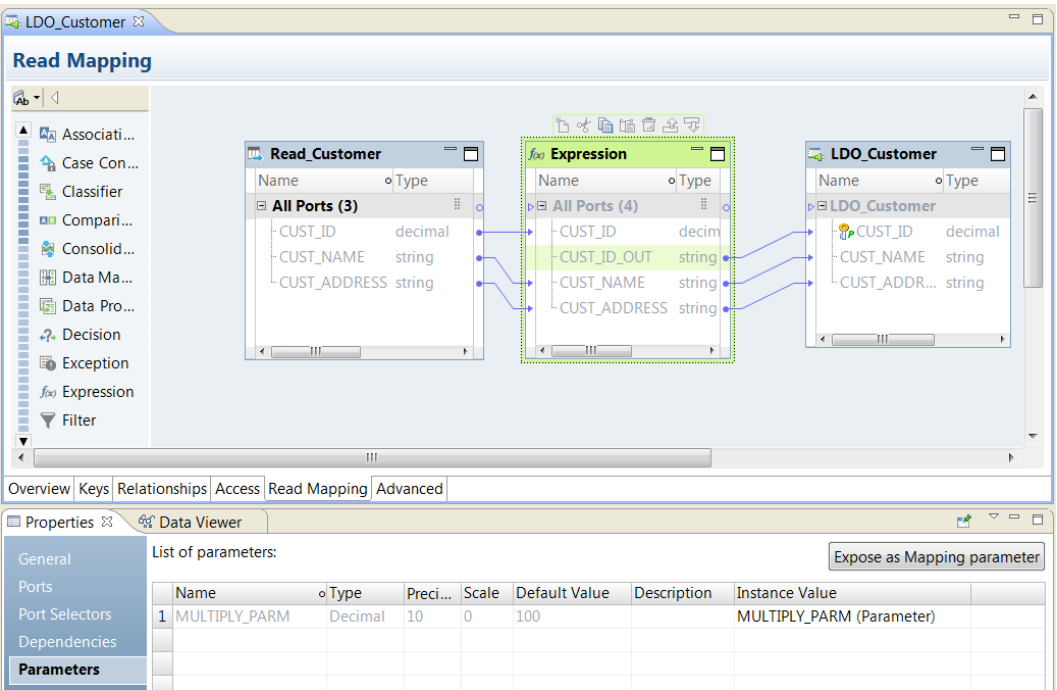 LDO_Customer
Read Mapping
Ab
Associati...
Case Con...
Classifier
Compari...
Consolid...
Data Ma...
Data Pro...
Decision
Exception
f(x) Expression
Filter
Read_Customer
Name Type
All Ports (3)
CUST_ID decimal
CUST_NAME string
CUST_ADDRESS string
f(x) Expression
Name Type
All Ports (4)
CUST_ID decim
CUST_ID_OUT string
CUST_NAME string
CUST_ADDRESS string
LDO_Customer
Name Type
LDO_Customer
CUST_ID decimal
CUST_NAME string
CUST_ADDR... string
Overview Keys Relationships Access Read Mapping Advanced
Properties Data Viewer
General
Ports
Port Selectors
Dependencies
Parameters
List of parameters:
Expose as Mapping parameter
Name Type Preci... Scale Default Value Description Instance Value
1 MULTIPLY_PARM Decimal 10 0 100 MULTIPLY_PARM (Parameter)